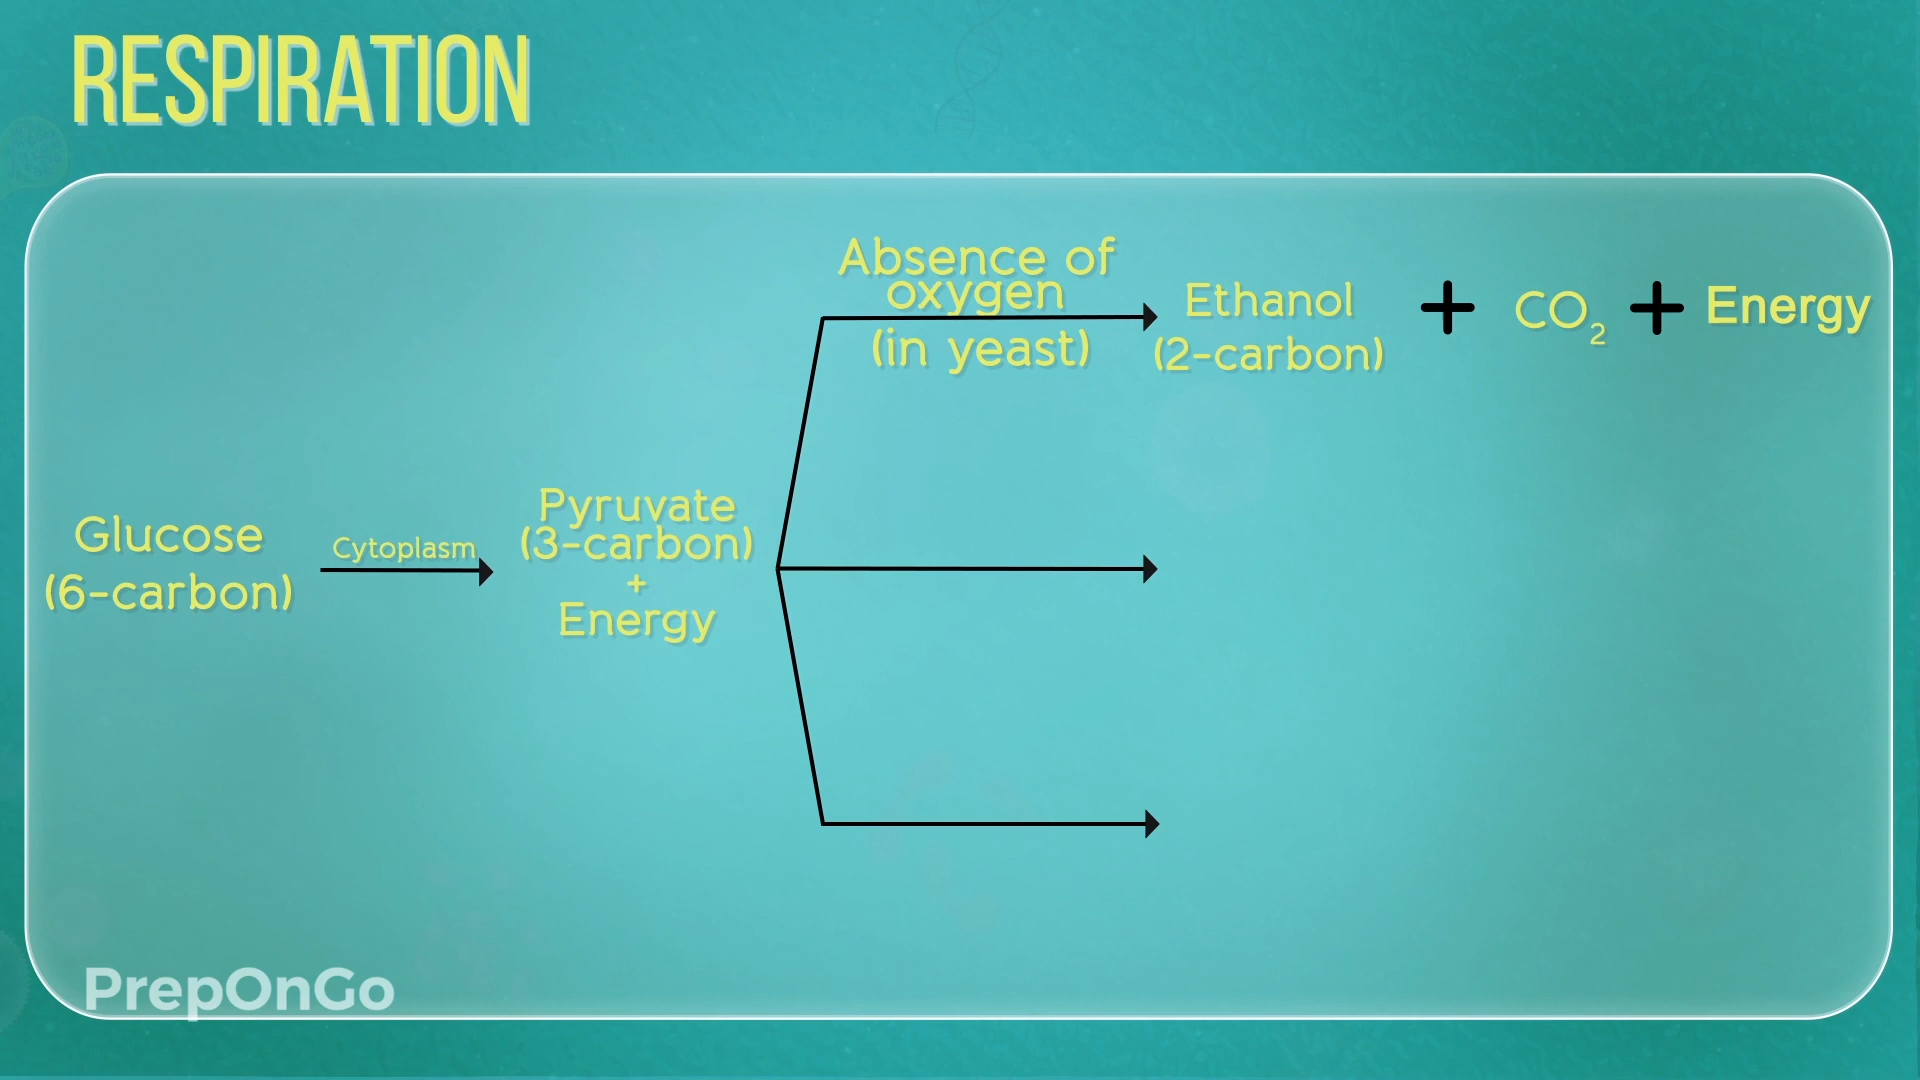 RESPIRATION
Absence of
oxygen
(in yeast)
Ethanol
(2-carbon)
+ CO₂ + Energy
Glucose
(6-carbon)
Cytoplasm
Pyruvate
(3-carbon)
+
Energy
PrepOnGo